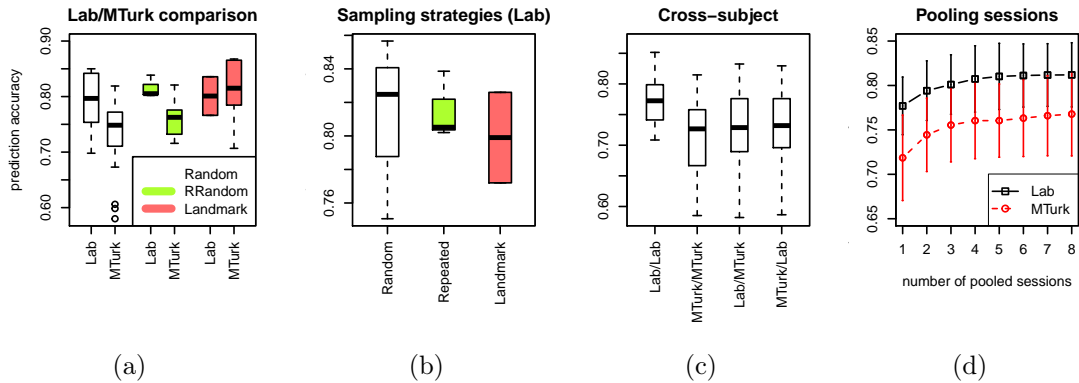 Lab/MTurk comparison
prediction accuracy
0.90
0.80
0.70
0.60
Random
RRandom
Landmark
Lab
MTurk
Lab
MTurk
Lab
MTurk
(a)
Sampling strategies (Lab)
0.84
0.80
0.76
Random
Repeated
Landmark
(b)
Cross−subject
0.80
0.70
0.60
Lab/Lab
MTurk/MTurk
Lab/MTurk
MTurk/Lab
(c)
Pooling sessions
0.85
0.80
0.75
0.70
0.65
Lab
MTurk
1 2 3 4 5 6 7 8
number of pooled sessions
(d)